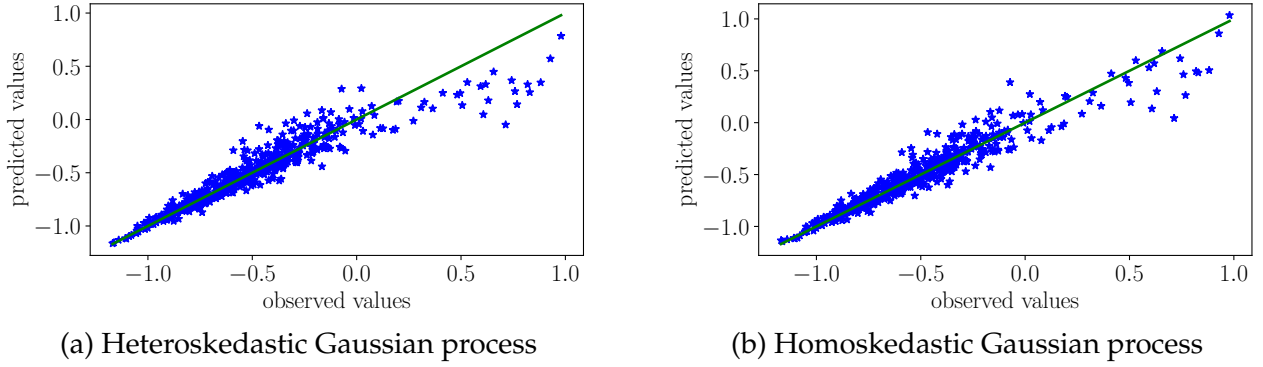 1.0
0.5
0.0
−0.5
−1.0
predicted values
−1.0 −0.5 0.0 0.5 1.0
observed values
(a) Heteroskedastic Gaussian process
1.0
0.5
0.0
−0.5
−1.0
predicted values
−1.0 −0.5 0.0 0.5 1.0
observed values
(b) Homoskedastic Gaussian process